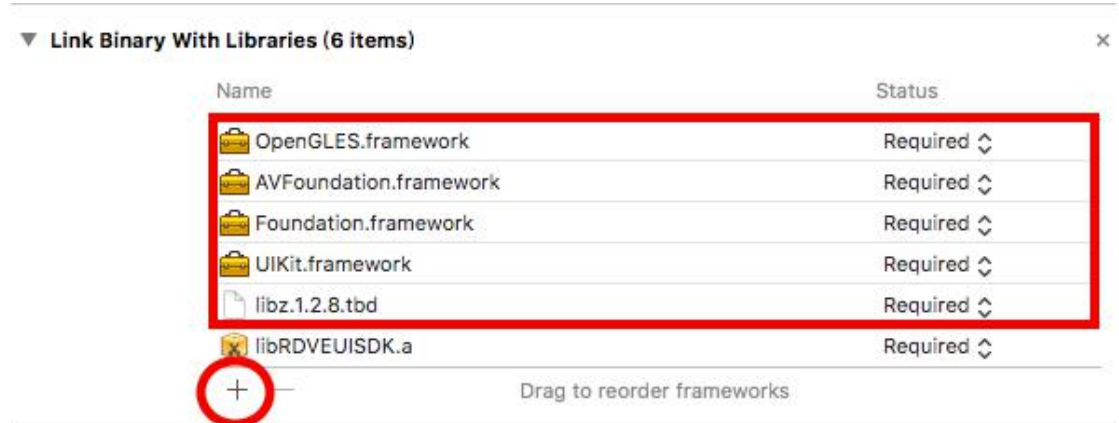 Link Binary With Libraries (6 items)
Name Status
OpenGLES.framework Required
AVFoundation.framework Required
Foundation.framework Required
UIKit.framework Required
libz.1.2.8.tbd Required
libRDVEUISDK.a Required
Drag to reorder frameworks